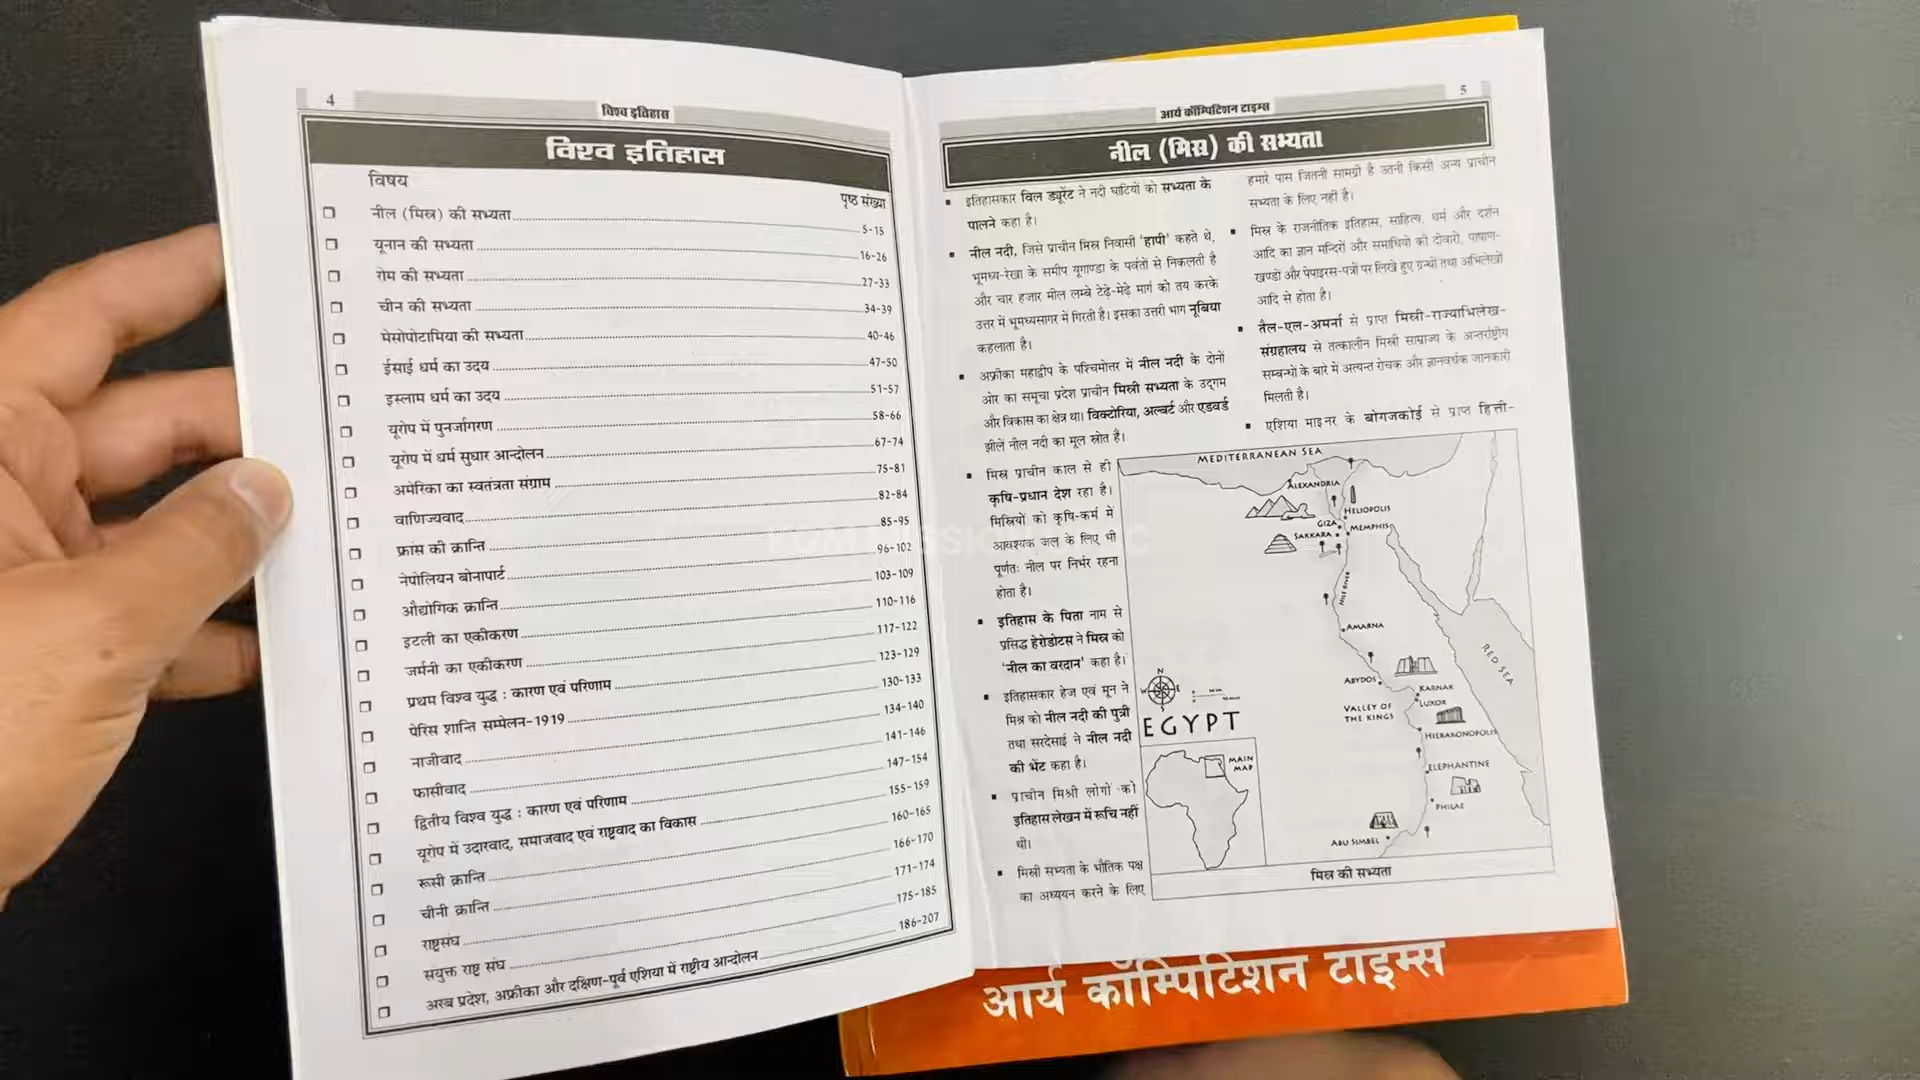 4
विश्व इतिहास
विश्व इतिहास
विषय
पृष्ठ संख्या
नील (मिस्र) की सभ्यता 5-15
यूनान की सभ्यता 16-26
रोम की सभ्यता 27-33
चीन की सभ्यता 34-39
मेसोपोटामिया की सभ्यता 40-46
ईसाई धर्म का उदय 47-50
इस्लाम धर्म का उदय 51-57
यूरोप में पुनर्जागरण 58-66
यूरोप में धर्म सुधार आन्दोलन 67-74
अमेरिका का स्वतंत्रता संग्राम 75-81
वाणिज्यवाद 82-84
फ्रांस की क्रान्ति 85-95
नेपोलियन बोनापार्ट 96-102
औद्योगिक क्रान्ति 103-109
इटली का एकीकरण 110-116
जर्मनी का एकीकरण 117-122
प्रथम विश्व युद्ध : कारण एवं परिणाम 123-129
पेरिस शान्ति सम्मेलन-1919 130-133
नाजीवाद 134-140
फासीवाद 141-146
द्वितीय विश्व युद्ध : कारण एवं परिणाम 147-154
यूरोप में उदारवाद, समाजवाद एवं राष्ट्रवाद का विकास 155-159
रूसी क्रान्ति 160-165
चीनी क्रान्ति 166-170
राष्ट्रसंघ 171-174
सयुक्त राष्ट्र संघ 175-185
अरब प्रदेश, अफ्रीका और दक्षिण-पूर्व एशिया में राष्ट्रीय आन्दोलन 186-207
5
आर्य कॉम्पिटिशन टाइम्स
नील (मिस्र) की सभ्यता
इतिहासकार विल ड्यूरेंट ने नदी घाटियों को सभ्यता के
पालने कहा है।
नील नदी, जिसे प्राचीन मिस्र निवासी 'हापी' कहते थे,
भूमध्य-रेखा के समीप यूगाण्डा के पर्वतों से निकलती है
और चार हजार मील लम्बे टेढ़े-मेढ़े मार्ग को तय करके
उत्तर में भूमध्यसागर में गिरती है। इसका उत्तरी भाग नूबिया
कहलाता है।
अफ्रीका महाद्वीप के पश्चिमोत्तर में नील नदी के दोनों
ओर का समूचा प्रदेश प्राचीन मिस्री सभ्यता के उद्गम
और विकास का क्षेत्र था। विक्टोरिया, अल्बर्ट और एडवर्ड
झीलें नील नदी का मूल स्रोत है।
मिस्र प्राचीन काल से ही
कृषि-प्रधान देश रहा है।
मिस्रियों को कृषि-कर्म में
आवश्यक जल के लिए भी
पूर्णतः नील पर निर्भर रहना
होता है।
इतिहास के पिता नाम से
प्रसिद्ध हेरोडोटस ने मिस्र को
'नील का वरदान' कहा है।
इतिहासकार हेज एवं मून ने
मिश्र को नील नदी की पुत्री
तथा सरदेसाई ने नील नदी
की भेंट कहा है।
प्राचीन मिश्री लोगों को
इतिहास लेखन में रूचि नहीं
थी।
मिस्री सभ्यता के भौतिक पक्ष
का अध्ययन करने के लिए
हमारे पास जितनी सामग्री है उतनी किसी अन्य प्राचीन
सभ्यता के लिए नहीं है।
मिस्र के राजनीतिक इतिहास, साहित्य, धर्म और दर्शन
आदि का ज्ञान मन्दिरों और समाधियों की दीवारों, पाषाण-
खण्डों और पेपाइरस-पत्रों पर लिखे हुए ग्रन्थों तथा अभिलेखों
आदि से होता है।
तैल-एल-अमर्ना से प्राप्त मिस्री-राज्याभिलेख-
संग्रहालय से तत्कालीन मिस्री साम्राज्य के अन्तर्राष्ट्रीय
सम्बन्धों के बारे में अत्यन्त रोचक और ज्ञानवर्धक जानकारी
मिलती है।
एशिया माइनर के बोगजकोई से प्राप्त हित्ती-
MEDITERRANEAN SEA
ALEXANDRIA
HELIOPOLIS
GIZA
MEMPHIS
SAKKARA
NILE RIVER
AMARNA
RED SEA
ABYDOS
KARNAK
LUXOR
VALLEY OF
THE KINGS
HIERAKONOPOLIS
ELEPHANTINE
PHILAE
ABU SIMBEL
N
W E
S
EGYPT
MAIN
MAP
मिस्र की सभ्यता
आर्य कॉम्पिटिशन टाइम्स